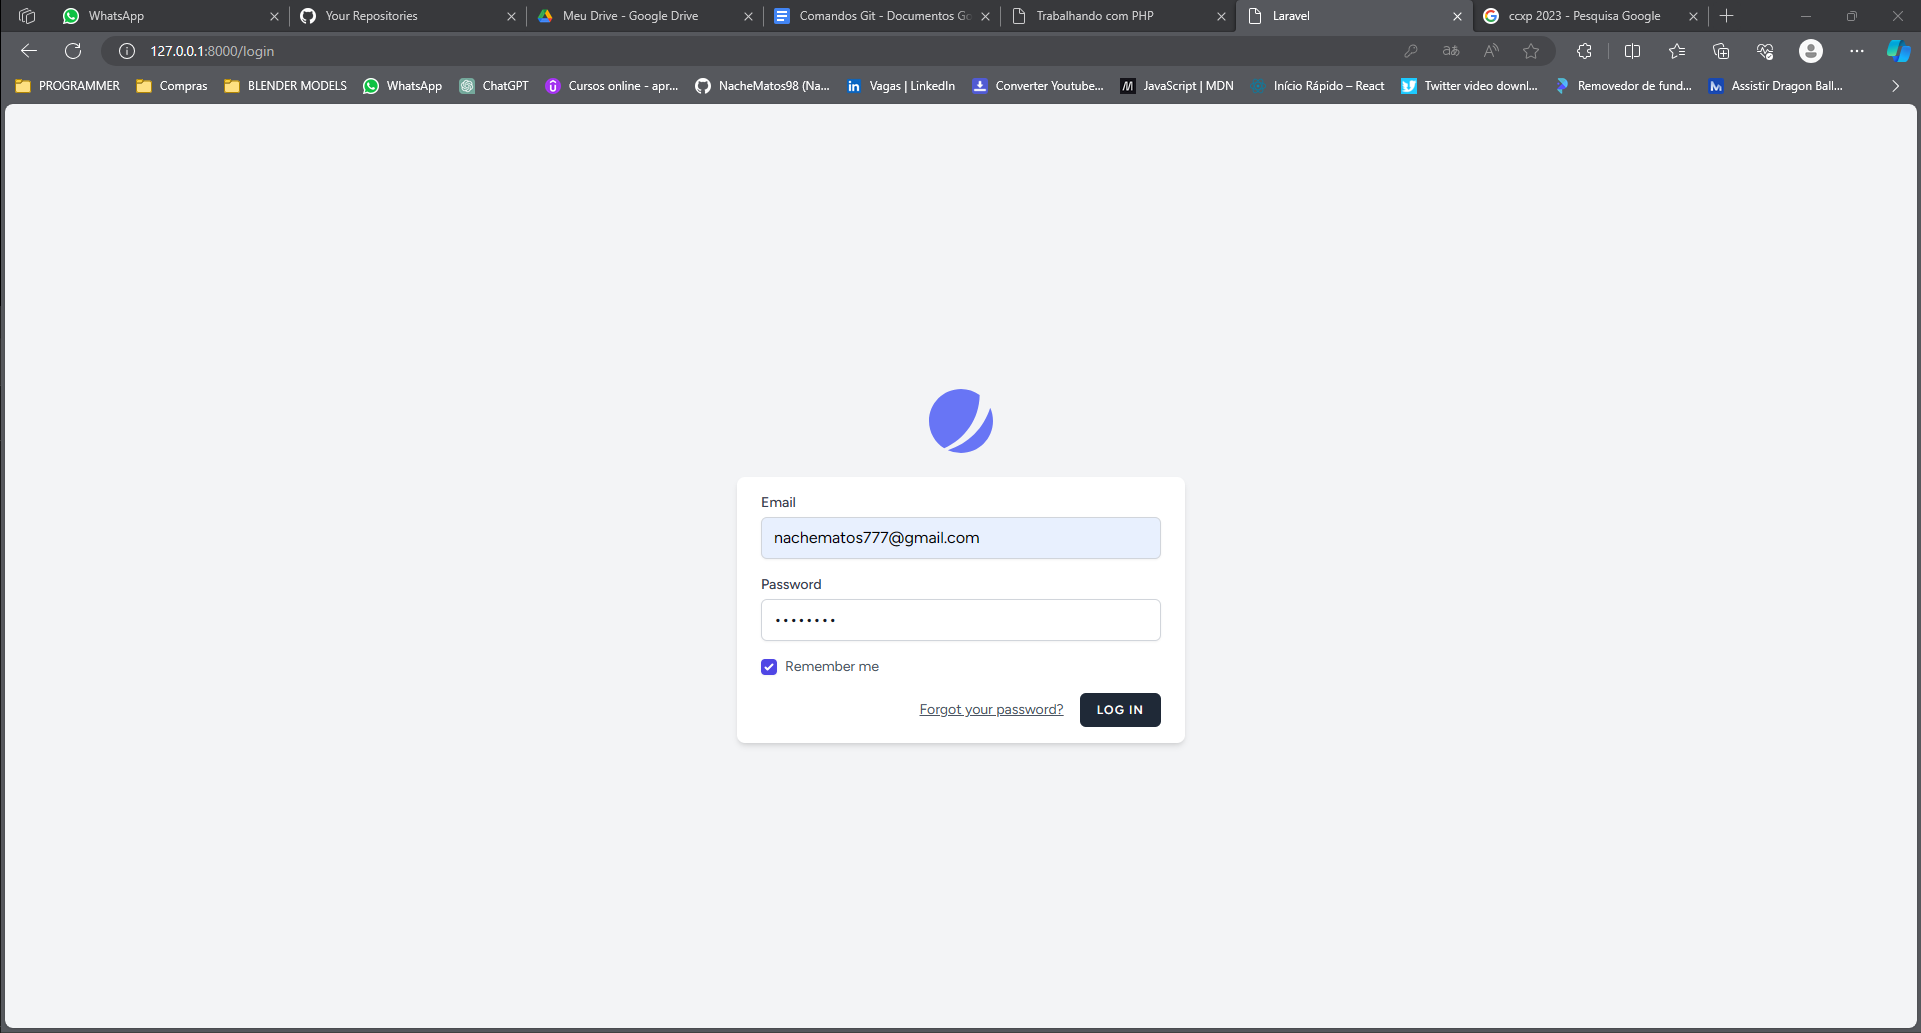 WhatsApp
Your Repositories
Meu Drive - Google Drive
Comandos Git - Documentos Go
Trabalhando com PHP
Laravel
ccxp 2023 - Pesquisa Google
127.0.0.1:8000/login
PROGRAMMER
Compras
BLENDER MODELS
WhatsApp
ChatGPT
Cursos online - apr...
NacheMatos98 (Na...
Vagas | LinkedIn
Converter Youtube...
JavaScript | MDN
Início Rápido – React
Twitter video downl...
Removedor de fund...
Assistir Dragon Ball...
Email
nachematos777@gmail.com
Password
••••••••
Remember me
Forgot your password?
LOG IN